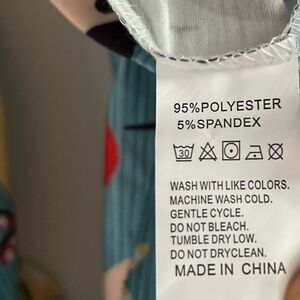 95%POLYESTER
5%SPANDEX
30
WASH WITH LIKE COLORS.
MACHINE WASH COLD.
GENTLE CYCLE.
DO NOT BLEACH.
TUMBLE DRY LOW.
DO NOT DRYCLEAN.
MADE IN CHINA